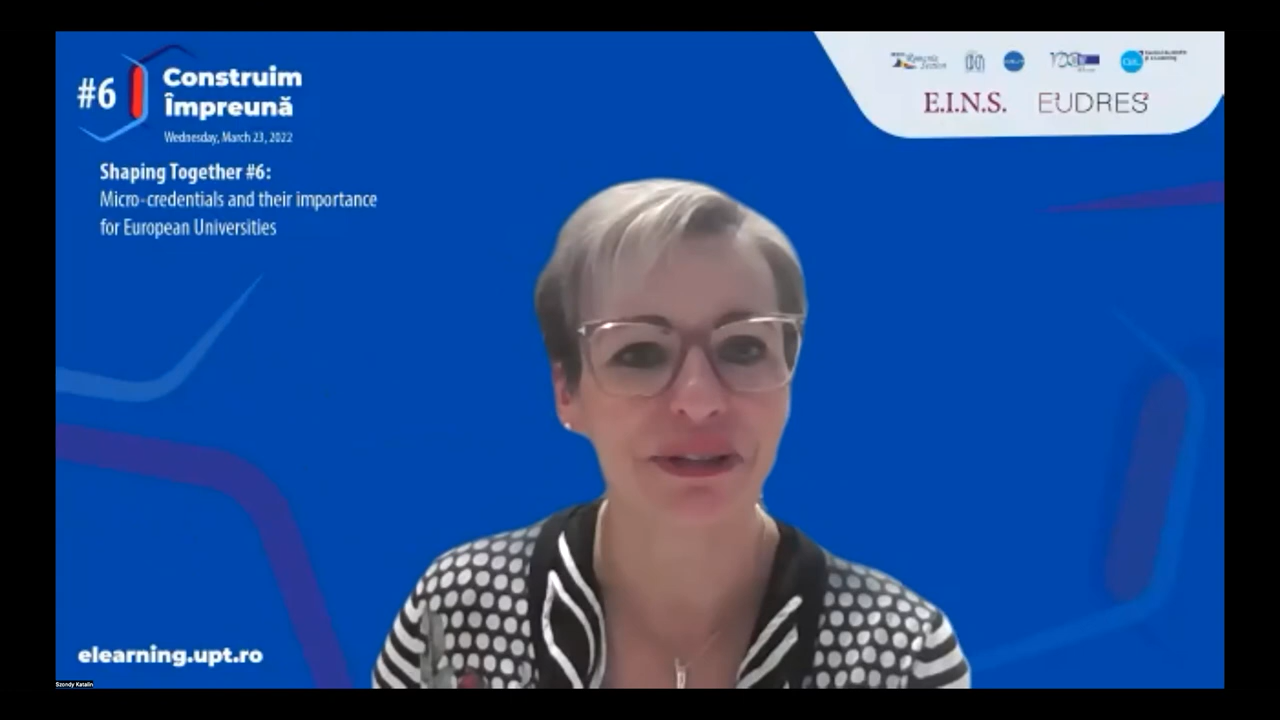 #6
Construim
Împreună
Wednesday, March 23, 2022
Shaping Together #6:
Micro-credentials and their importance
for European Universities
E.I.N.S.
EUDRES
elearning.upt.ro
Szondy Katalin